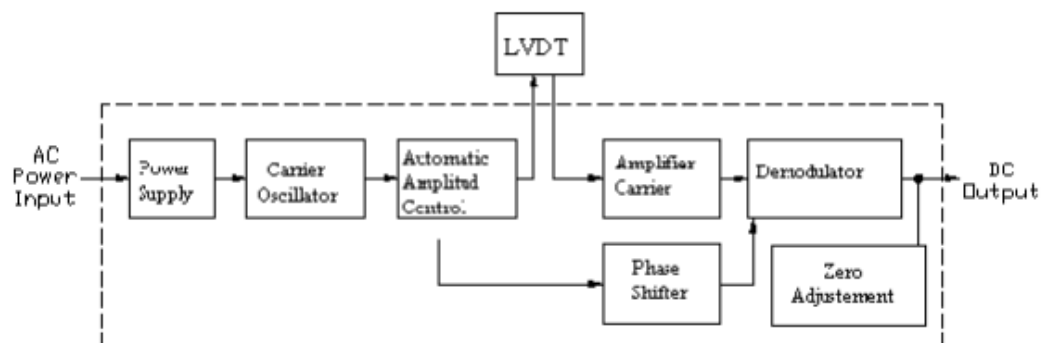 LVDT
AC
Power
Input
Power
Supply
Carrier
Oscillator
Automatic
Amplitud
Control
Amplifier
Carrier
Demodulator
DC
Output
Phase
Shifter
Zero
Adjustement